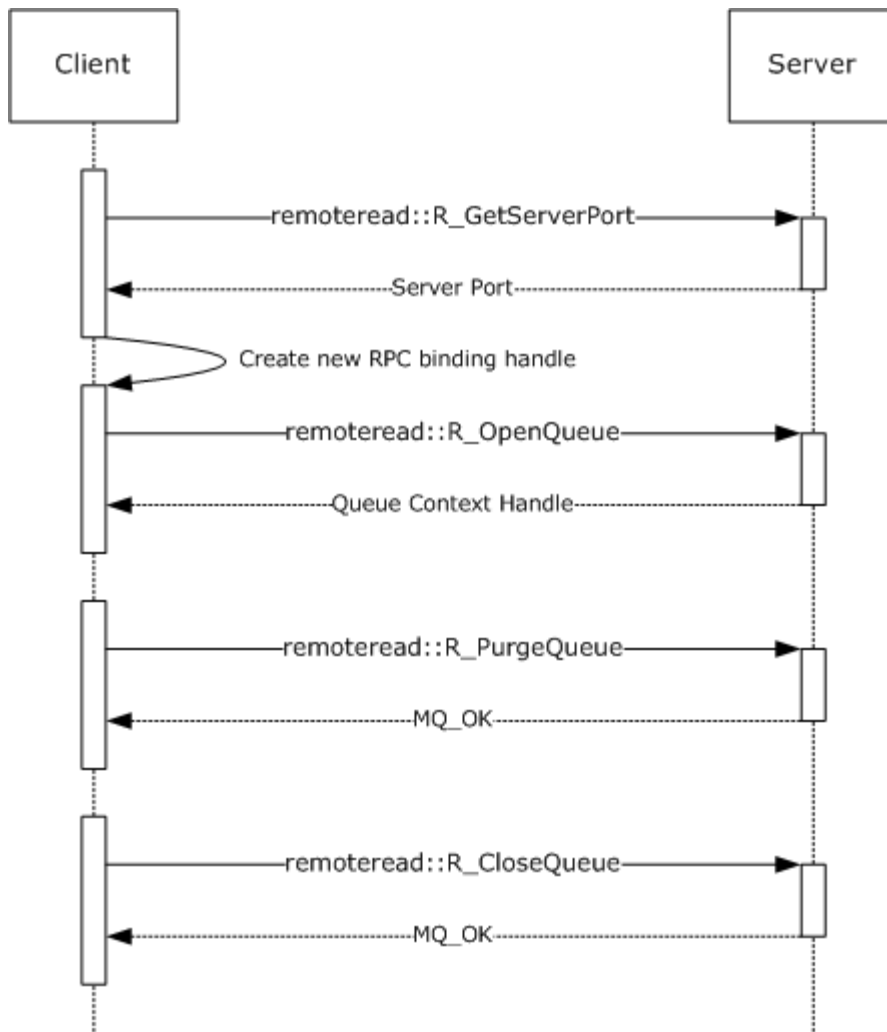 Client
Server
remoteread::R_GetServerPort
Server Port
Create new RPC binding handle
remoteread::R_OpenQueue
Queue Context Handle
remoteread::R_PurgeQueue
MQ_OK
remoteread::R_CloseQueue
MQ_OK